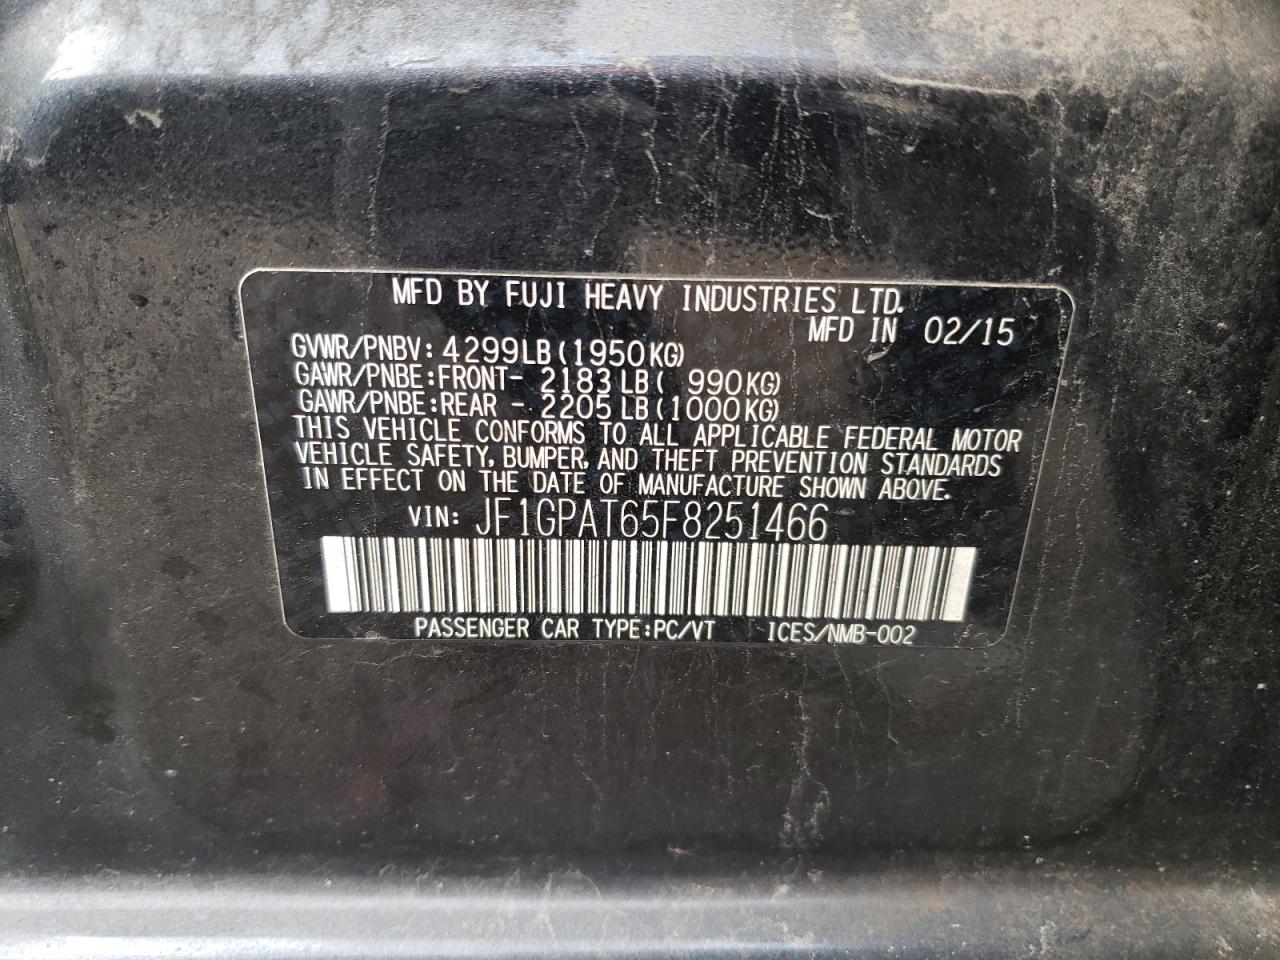 MFD BY FUJI HEAVY INDUSTRIES LTD.
MFD IN 02/15
GVWR/PNBV: 4299LB(1950KG)
GAWR/PNBE:FRONT- 2183LB( 990KG)
GAWR/PNBE:REAR - 2205LB(1000KG)
THIS VEHICLE CONFORMS TO ALL APPLICABLE FEDERAL MOTOR
VEHICLE SAFETY, BUMPER, AND THEFT PREVENTION STANDARDS
IN EFFECT ON THE DATE OF MANUFACTURE SHOWN ABOVE.
VIN: JF1GPAT65F8251466
PASSENGER CAR TYPE:PC/VT ICES/NMB-002